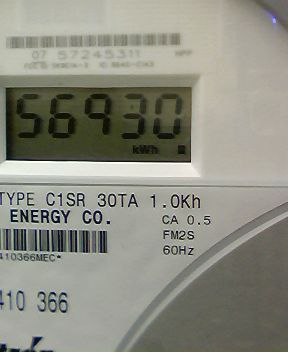 07 57245311
56930
kWh
TYPE C1SR 30TA 1.0Kh
ENERGY CO.
CA 0.5
FM2S
60Hz
410366MEC*
410 366